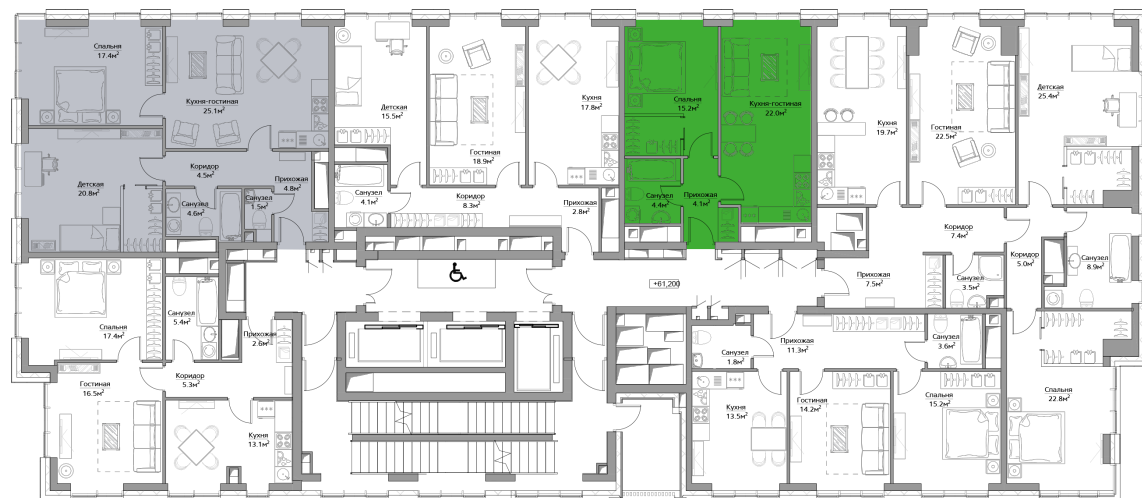 Спальня
17.4м²
Кухня-гостиная
25.1м²
Детская
20.8м²
Коридор
4.5м²
Прихожая
4.8м²
Санузел
4.6м²
Санузел
1.5м²
Детская
15.5м²
Гостиная
18.9м²
Кухня
17.8м²
Санузел
4.1м²
Коридор
8.3м²
Прихожая
2.8м²
Спальня
15.2м²
Кухня-гостиная
22.0м²
Санузел
4.4м²
Прихожая
4.1м²
Кухня
19.7м²
Гостиная
22.5м²
Детская
25.4м²
Коридор
7.4м²
Прихожая
7.5м²
Санузел
3.5м²
Коридор
5.0м²
Санузел
8.9м²
+61,200
Спальня
17.4м²
Санузел
5.4м²
Прихожая
2.6м²
Гостиная
16.5м²
Коридор
5.3м²
Кухня
13.1м²
Санузел
1.8м²
Прихожая
11.3м²
Санузел
3.6м²
Кухня
13.5м²
Гостиная
14.2м²
Спальня
15.2м²
Спальня
22.8м²